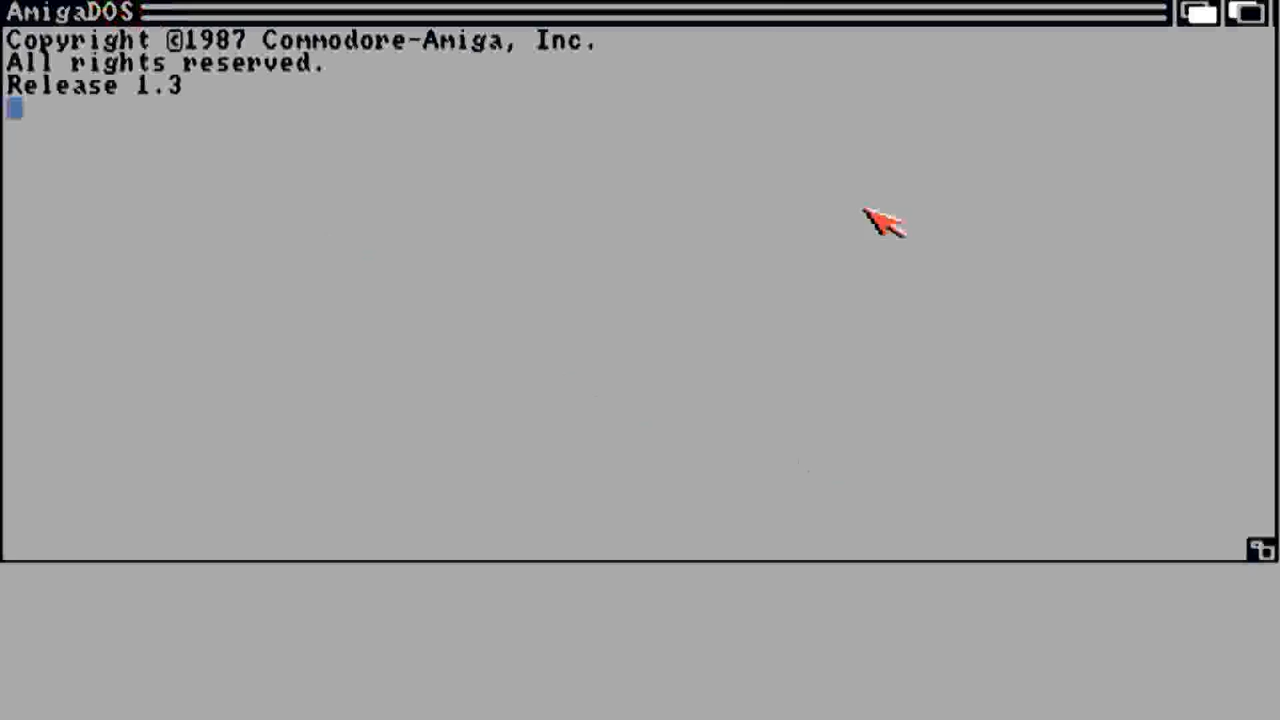 AmigaDOS
Copyright ©1987 Commodore-Amiga, Inc.
All rights reserved.
Release 1.3